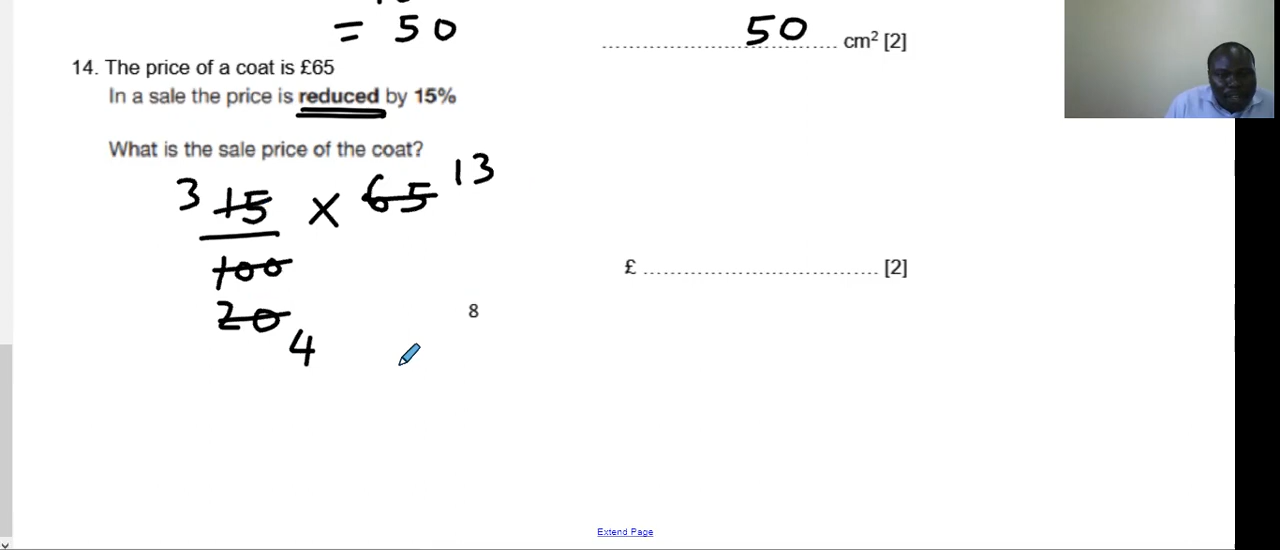 = 50
50 cm² [2]
14. The price of a coat is £65
In a sale the price is reduced by 15%
What is the sale price of the coat?
3 15 × 65 13
100
20
4
£ [2]
8
Extend Page